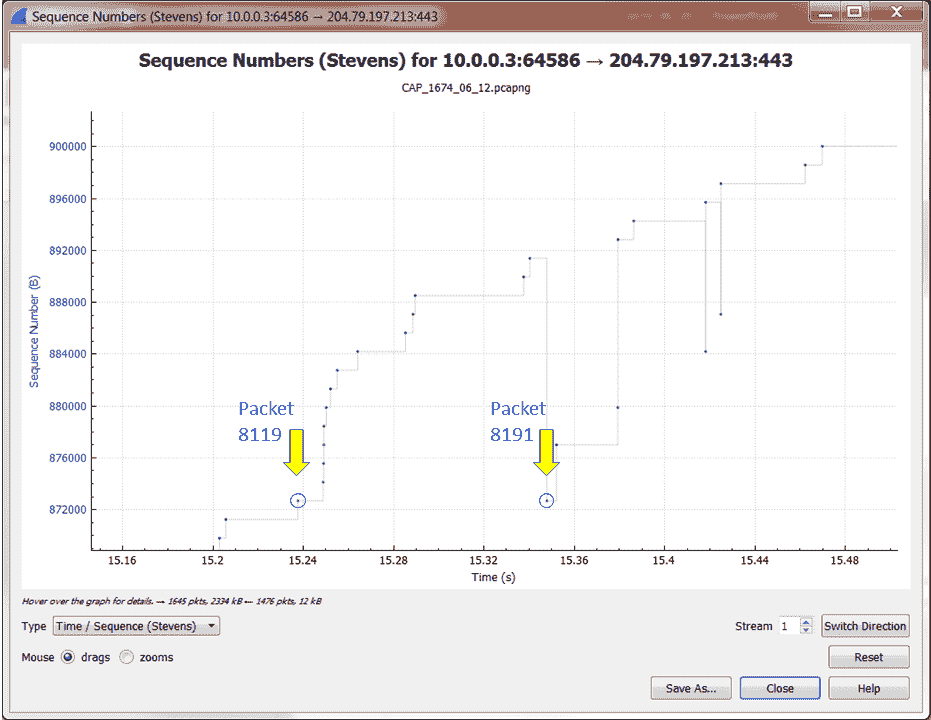 Sequence Numbers (Stevens) for 10.0.0.3:64586 → 204.79.197.213:443
Sequence Numbers (Stevens) for 10.0.0.3:64586 → 204.79.197.213:443
CAP_1674_06_12.pcapng
Sequence Number (B)
900000
896000
892000
888000
884000
880000
876000
872000
Packet
8119
Packet
8191
15.16
15.2
15.24
15.28
15.32
15.36
15.4
15.44
15.48
Time (s)
Hover over the graph for details. → 1645 pkts, 2334 kB ← 1476 pkts, 12 kB
Type Time / Sequence (Stevens) Stream 1 Switch Direction
Mouse drags zooms Reset
Save As... Close Help